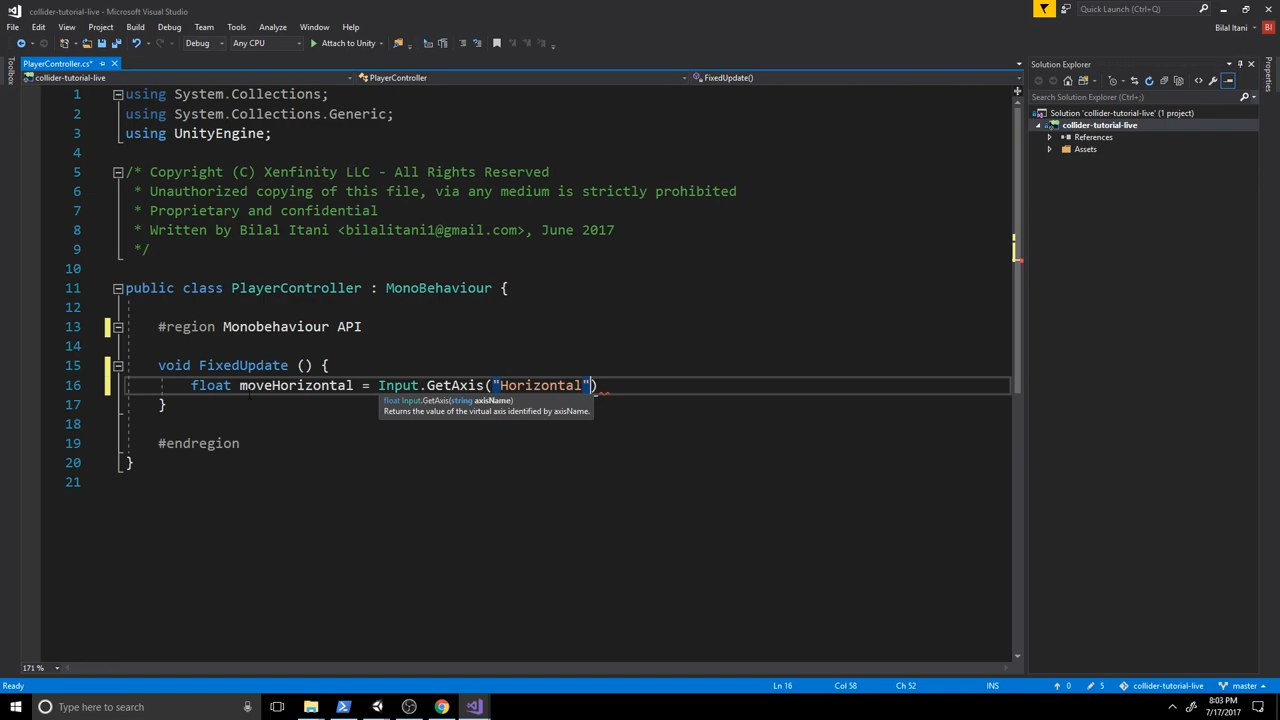 collider-tutorial-live - Microsoft Visual Studio
Quick Launch (Ctrl+;)
File Edit View Project Build Debug Team Tools Analyze Window Help
Bilal Itani BI
Debug Any CPU Attach to Unity
Toolbox
PlayerController.cs*
Solution Explorer
Properties
collider-tutorial-live PlayerController FixedUpdate()
Search Solution Explorer (Ctrl+;)
Solution 'collider-tutorial-live' (1 project)
collider-tutorial-live
References
Assets
1 using System.Collections;
2 using System.Collections.Generic;
3 using UnityEngine;
4
5 /* Copyright (C) Xenfinity LLC - All Rights Reserved
6 * Unauthorized copying of this file, via any medium is strictly prohibited
7 * Proprietary and confidential
8 * Written by Bilal Itani <bilalitani1@gmail.com>, June 2017
9 */
10
11 public class PlayerController : MonoBehaviour {
12
13 #region Monobehaviour API
14
15 void FixedUpdate () {
16 float moveHorizontal = Input.GetAxis("Horizontal")
float Input.GetAxis(string axisName)
Returns the value of the virtual axis identified by axisName.
17 }
18
19 #endregion
20 }
21
171 %
Ready Ln 16 Col 58 Ch 52 INS 0 5 collider-tutorial-live master
Type here to search
8:03 PM
7/17/2017